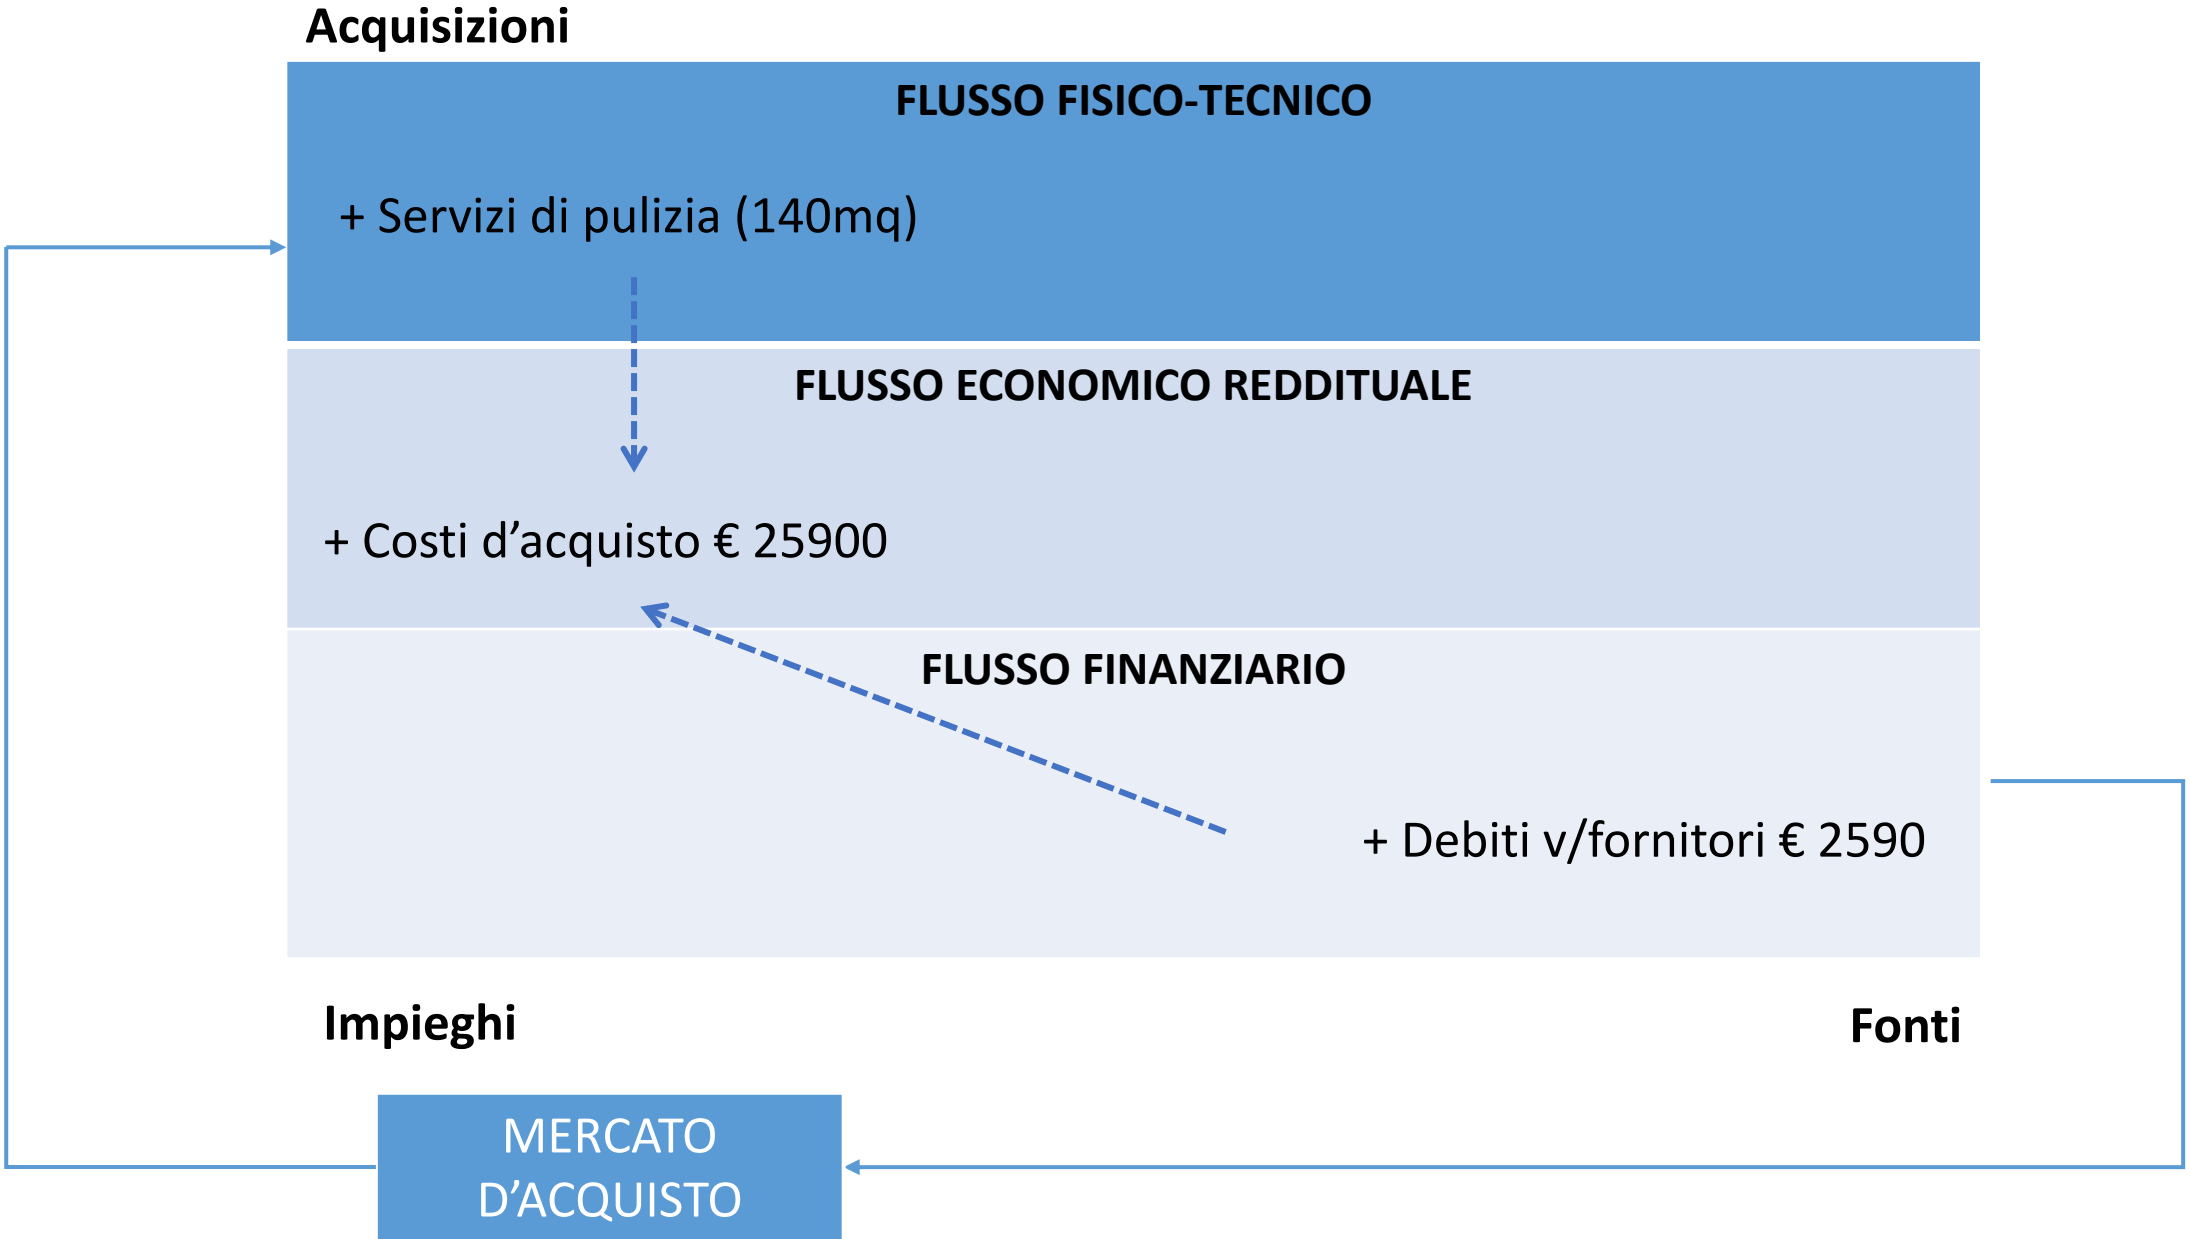 Acquisizioni
FLUSSO FISICO-TECNICO
+ Servizi di pulizia (140mq)
FLUSSO ECONOMICO REDDITUALE
+ Costi d’acquisto € 25900
FLUSSO FINANZIARIO
+ Debiti v/fornitori € 2590
Impieghi
Fonti
MERCATO
D’ACQUISTO